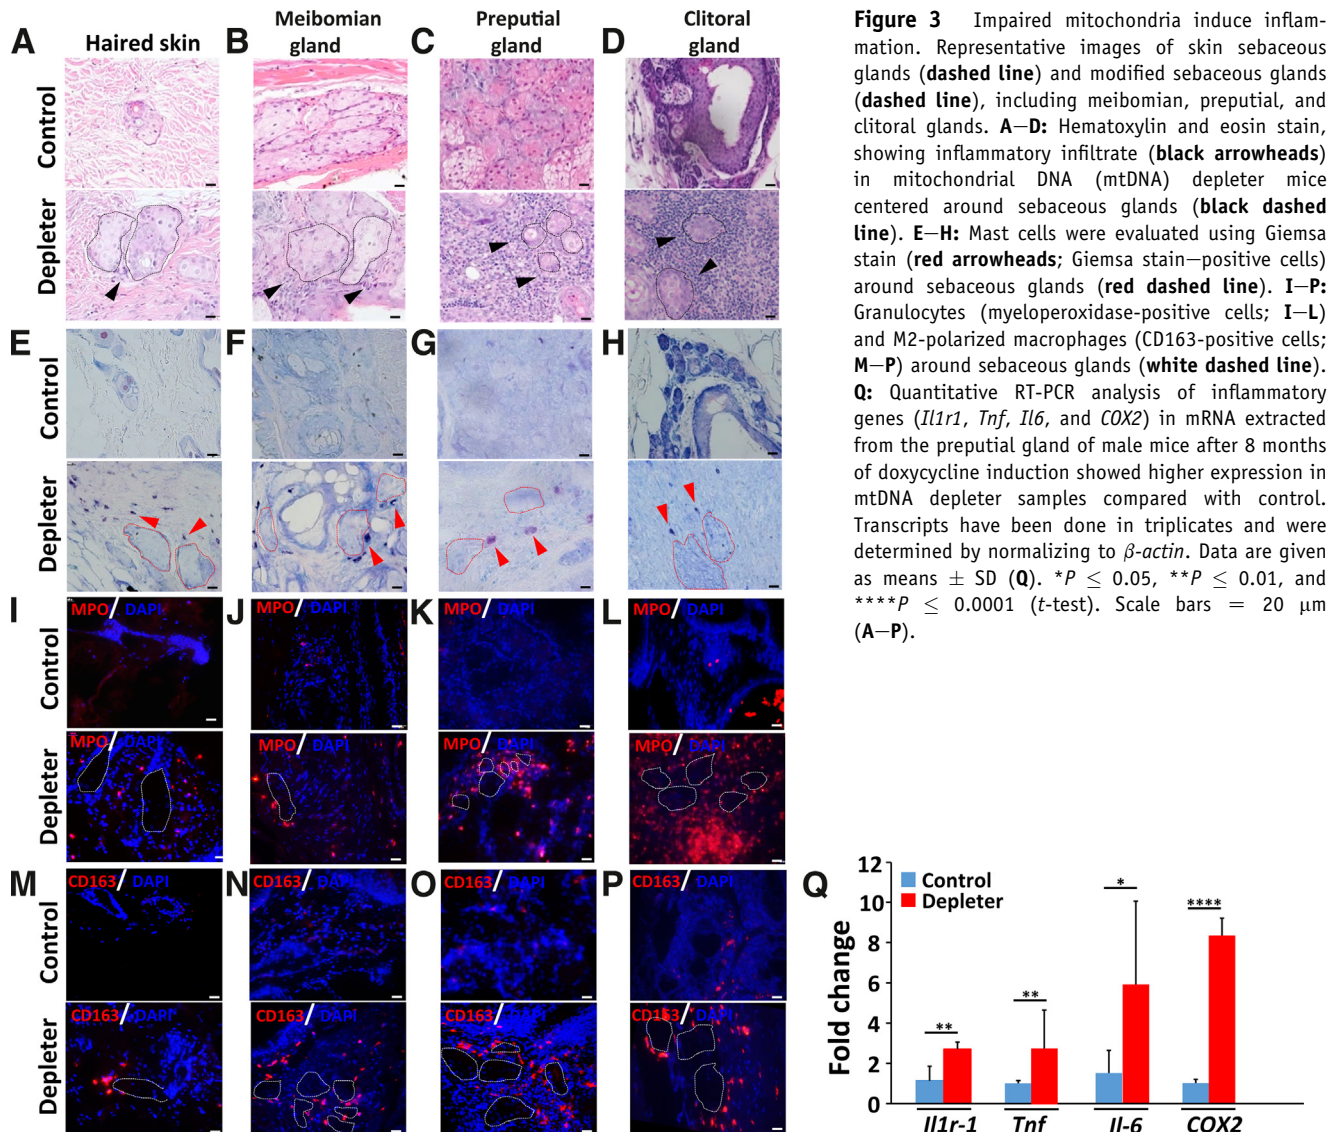 A
Haired skin
B
Meibomian
gland
C
Preputial
gland
D
Clitoral
gland
Control
Depleter
E
F
G
H
Control
Depleter
I
MPO/DAPI
J
MPO/DAPI
K
MPO/DAPI
L
MPO/DAPI
Control
MPO/DAPI
MPO/DAPI
MPO/DAPI
MPO/DAPI
Depleter
M
CD163/DAPI
N
CD163/DAPI
O
CD163/DAPI
P
CD163/DAPI
Control
CD163/DAPI
CD163/DAPI
CD163/DAPI
CD163/DAPI
Depleter
Q
Fold change
12
10
8
6
4
2
0
Control
Depleter
**
**
*
****
Il1r-1 Tnf Il-6 COX2
Figure 3 Impaired mitochondria induce inflam-
mation. Representative images of skin sebaceous
glands (dashed line) and modified sebaceous glands
(dashed line), including meibomian, preputial, and
clitoral glands. A–D: Hematoxylin and eosin stain,
showing inflammatory infiltrate (black arrowheads)
in mitochondrial DNA (mtDNA) depleter mice
centered around sebaceous glands (black dashed
line). E–H: Mast cells were evaluated using Giemsa
stain (red arrowheads; Giemsa stain–positive cells)
around sebaceous glands (red dashed line). I–P:
Granulocytes (myeloperoxidase-positive cells; I–L)
and M2-polarized macrophages (CD163-positive cells;
M–P) around sebaceous glands (white dashed line).
Q: Quantitative RT-PCR analysis of inflammatory
genes (Il1r1, Tnf, Il6, and COX2) in mRNA extracted
from the preputial gland of male mice after 8 months
of doxycycline induction showed higher expression in
mtDNA depleter samples compared with control.
Transcripts have been done in triplicates and were
determined by normalizing to β-actin. Data are given
as means ± SD (Q). *P ≤ 0.05, **P ≤ 0.01, and
****P ≤ 0.0001 (t-test). Scale bars = 20 μm
(A–P).